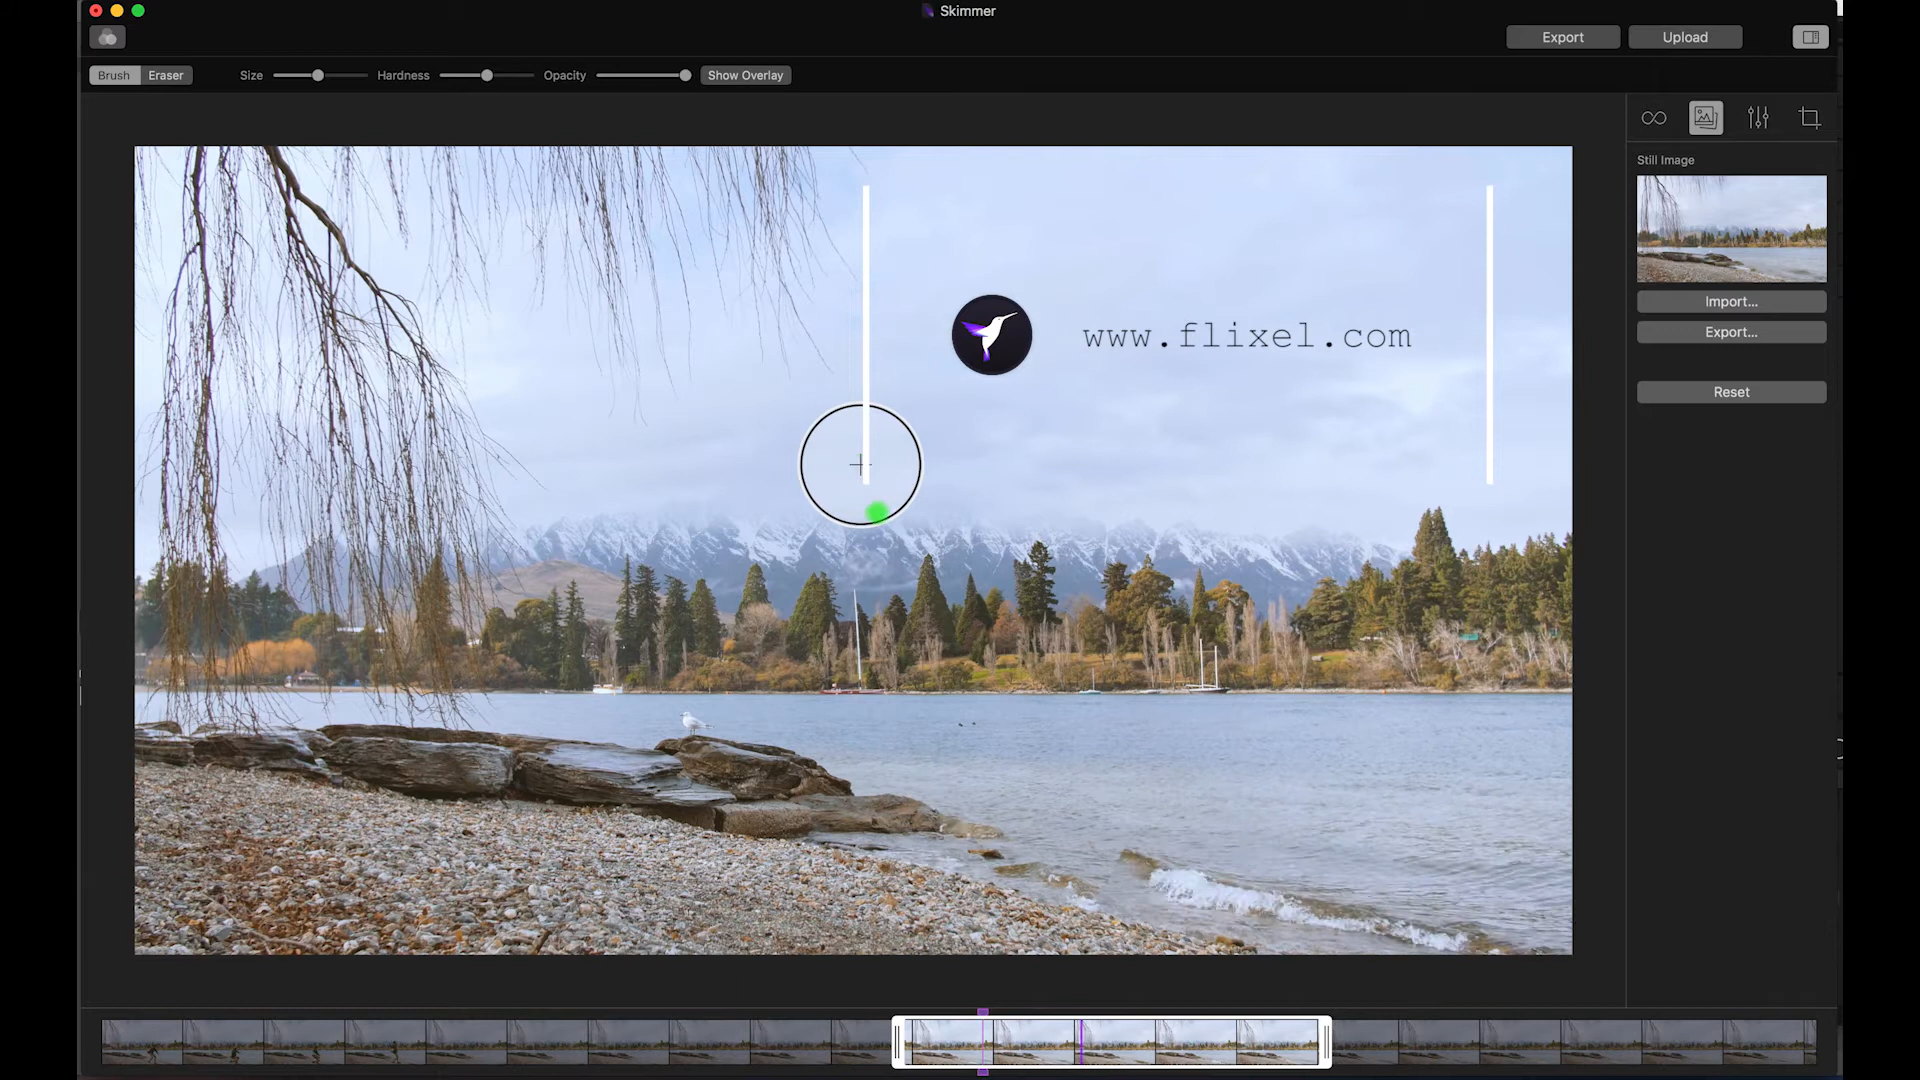 Skimmer
Export
Upload
Brush
Eraser
Size
Hardness
Opacity
Show Overlay
Still Image
Import...
Export...
Reset
www.flixel.com